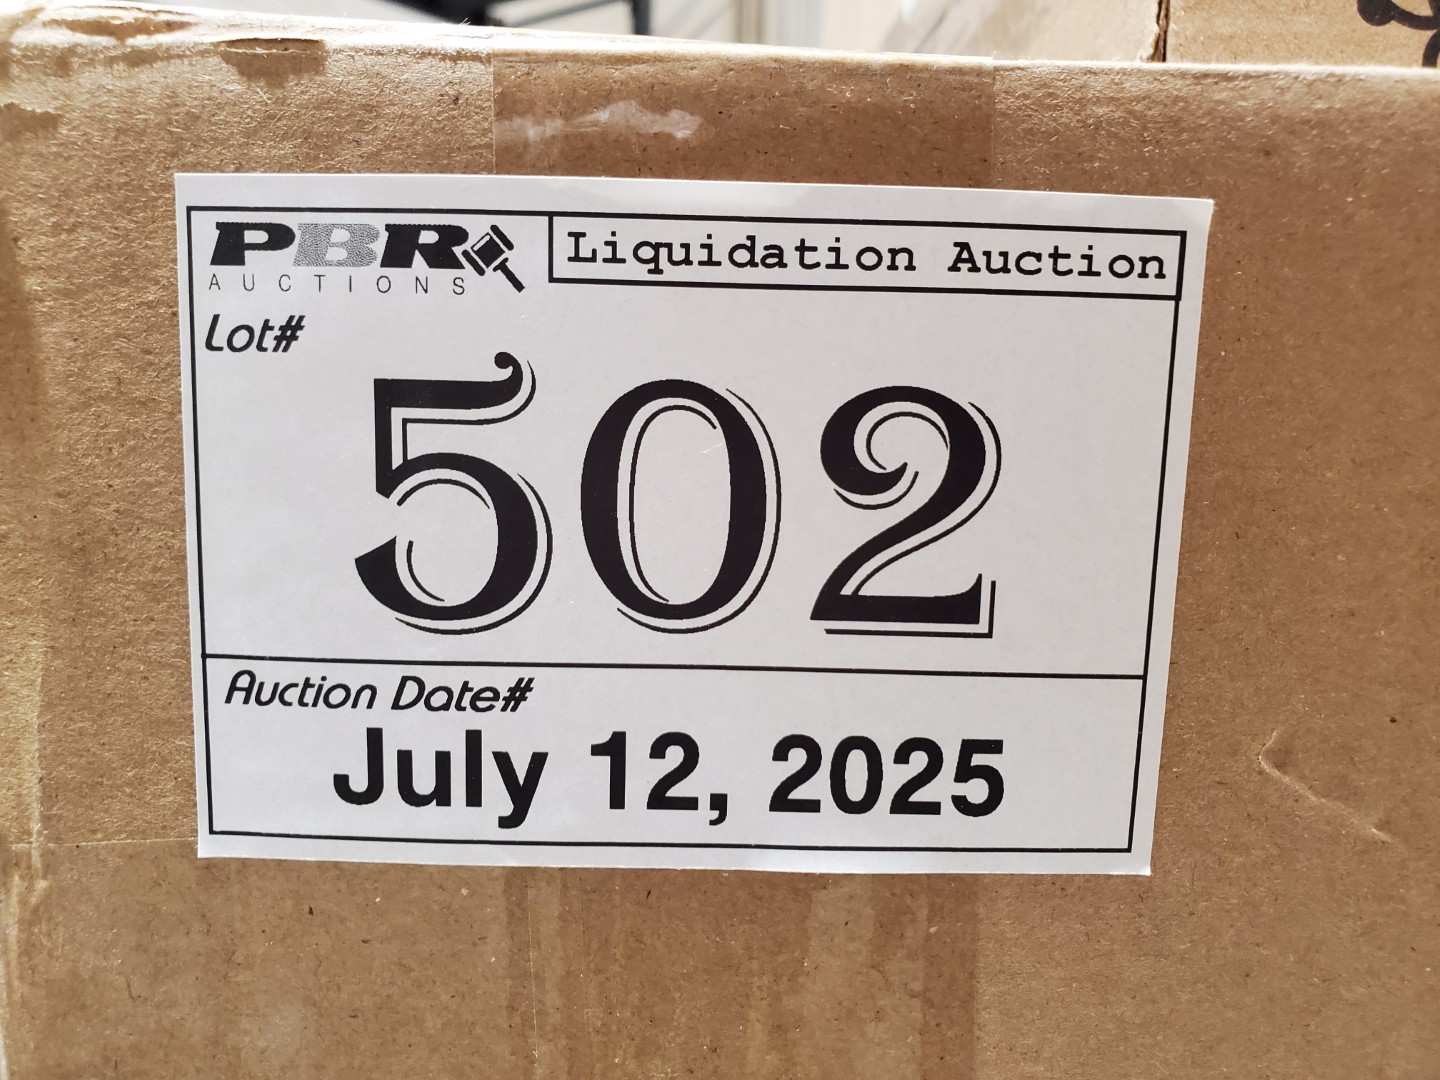 PBR
AUCTIONS
Liquidation Auction
Lot#
502
Auction Date#
July 12, 2025